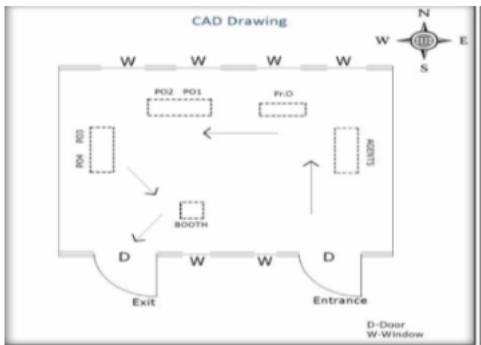 CAD Drawing
N
W E
S
W W W W
PO2 PO1
Pr.O
PO3
PO4
AGENTS
BOOTH
D W W D
Exit
Entrance
D-Door
W-Window